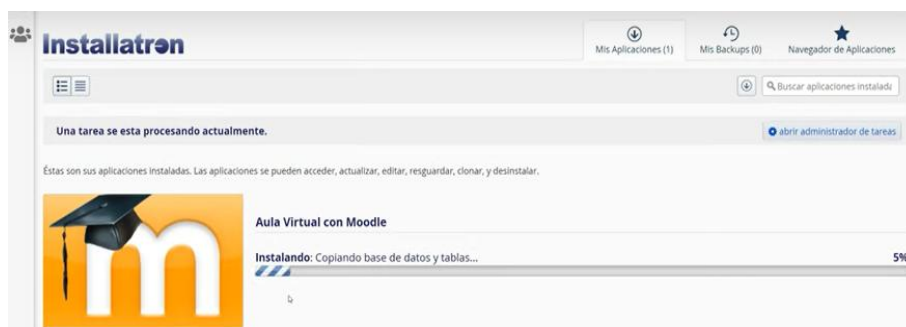 Installatron
Mis Aplicaciones (1)
Mis Backups (0)
Navegador de Aplicaciones
Buscar aplicaciones instalada
Una tarea se esta procesando actualmente.
abrir administrador de tareas
Éstas son sus aplicaciones instaladas. Las aplicaciones se pueden acceder, actualizar, editar, resguardar, clonar, y desinstalar.
m
Aula Virtual con Moodle
Instalando: Copiando base de datos y tablas...
5%